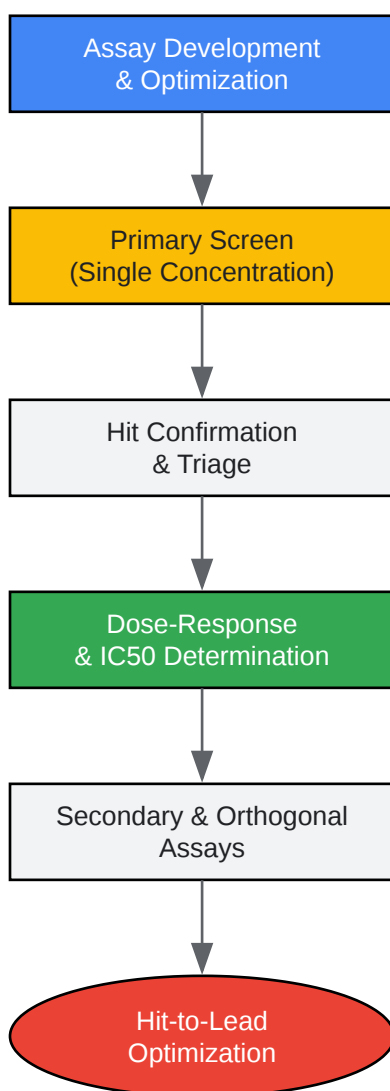 Assay Development
& Optimization
Primary Screen
(Single Concentration)
Hit Confirmation
& Triage
Dose-Response
& IC50 Determination
Secondary & Orthogonal
Assays
Hit-to-Lead
Optimization